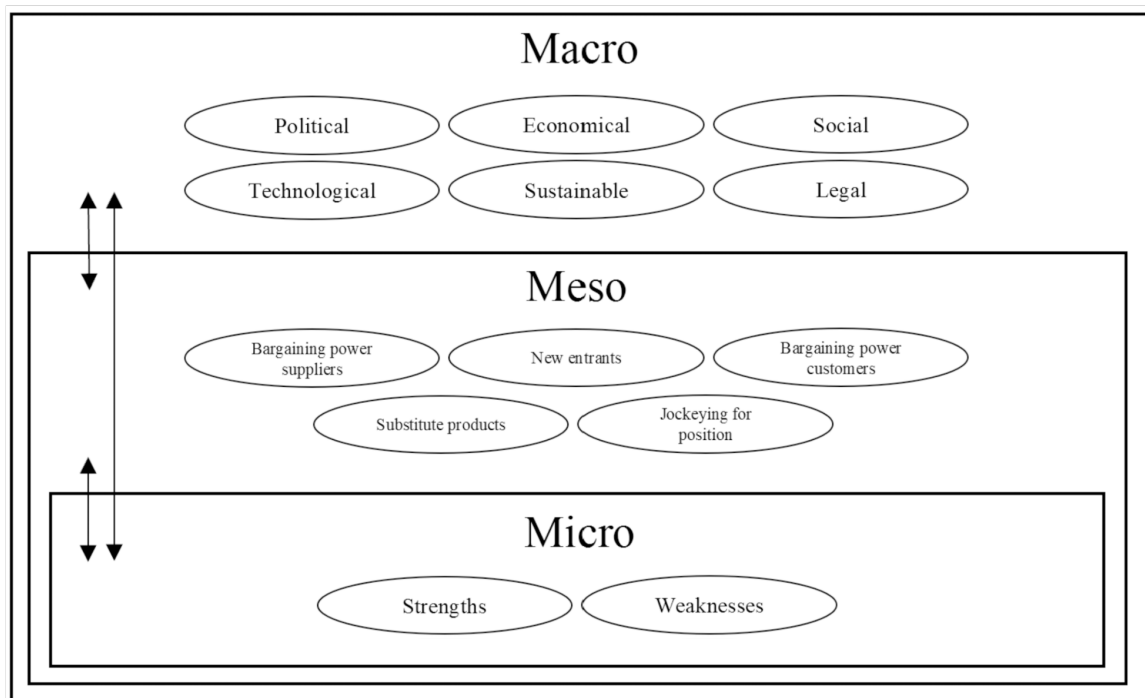 Macro
Political
Economical
Social
Technological
Sustainable
Legal
Meso
Bargaining power
suppliers
New entrants
Bargaining power
customers
Substitute products
Jockeying for
position
Micro
Strengths
Weaknesses